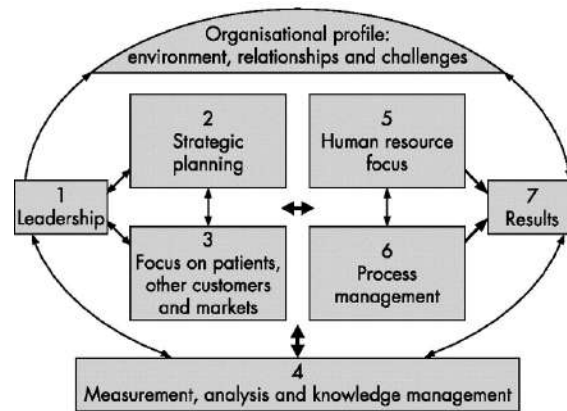 Organisational profile:
environment, relationships and challenges
2
Strategic
planning
5
Human resource
focus
1
Leadership
7
Results
3
Focus on patients,
other customers
and markets
6
Process
management
4
Measurement, analysis and knowledge management